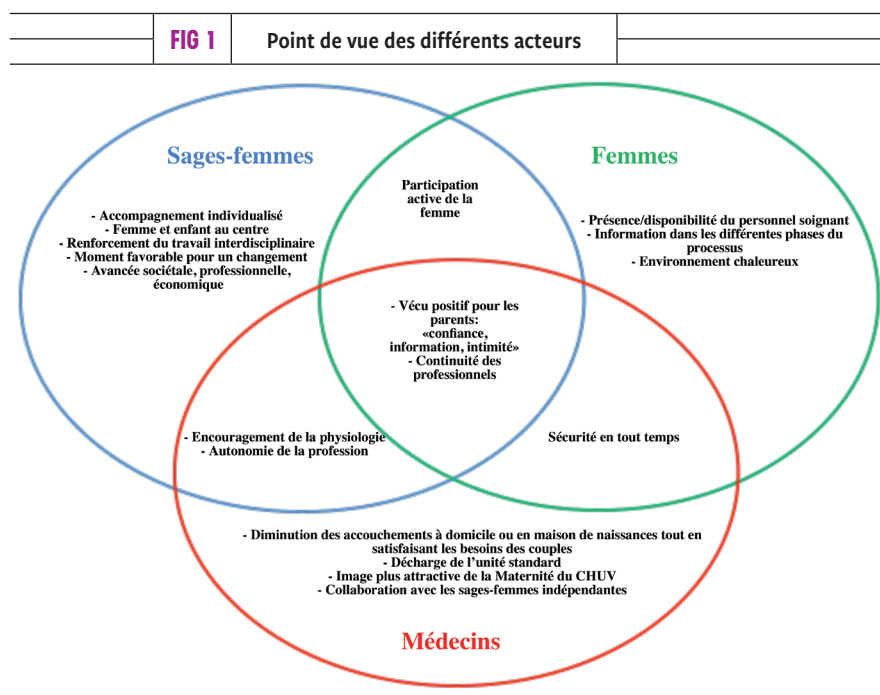 FIG 1
Point de vue des différents acteurs
Sages-femmes
Femmes
Participation
active de la
femme
- Accompagnement individualisé
- Femme et enfant au centre
- Renforcement du travail interdisciplinaire
- Moment favorable pour un changement
- Avancée sociétale, professionnelle,
économique
- Présence/disponibilité du personnel soignant
- Information dans les différentes phases du
processus
- Environnement chaleureux
- Vécu positif pour les
parents:
«confiance,
information, intimité»
- Continuité des
professionnels
- Encouragement de la physiologie
- Autonomie de la profession
Sécurité en tout temps
- Diminution des accouchements à domicile ou en maison de naissances tout en
satisfaisant les besoins des couples
- Décharge de l’unité standard
- Image plus attractive de la Maternité du CHUV
- Collaboration avec les sages-femmes indépendantes
Médecins